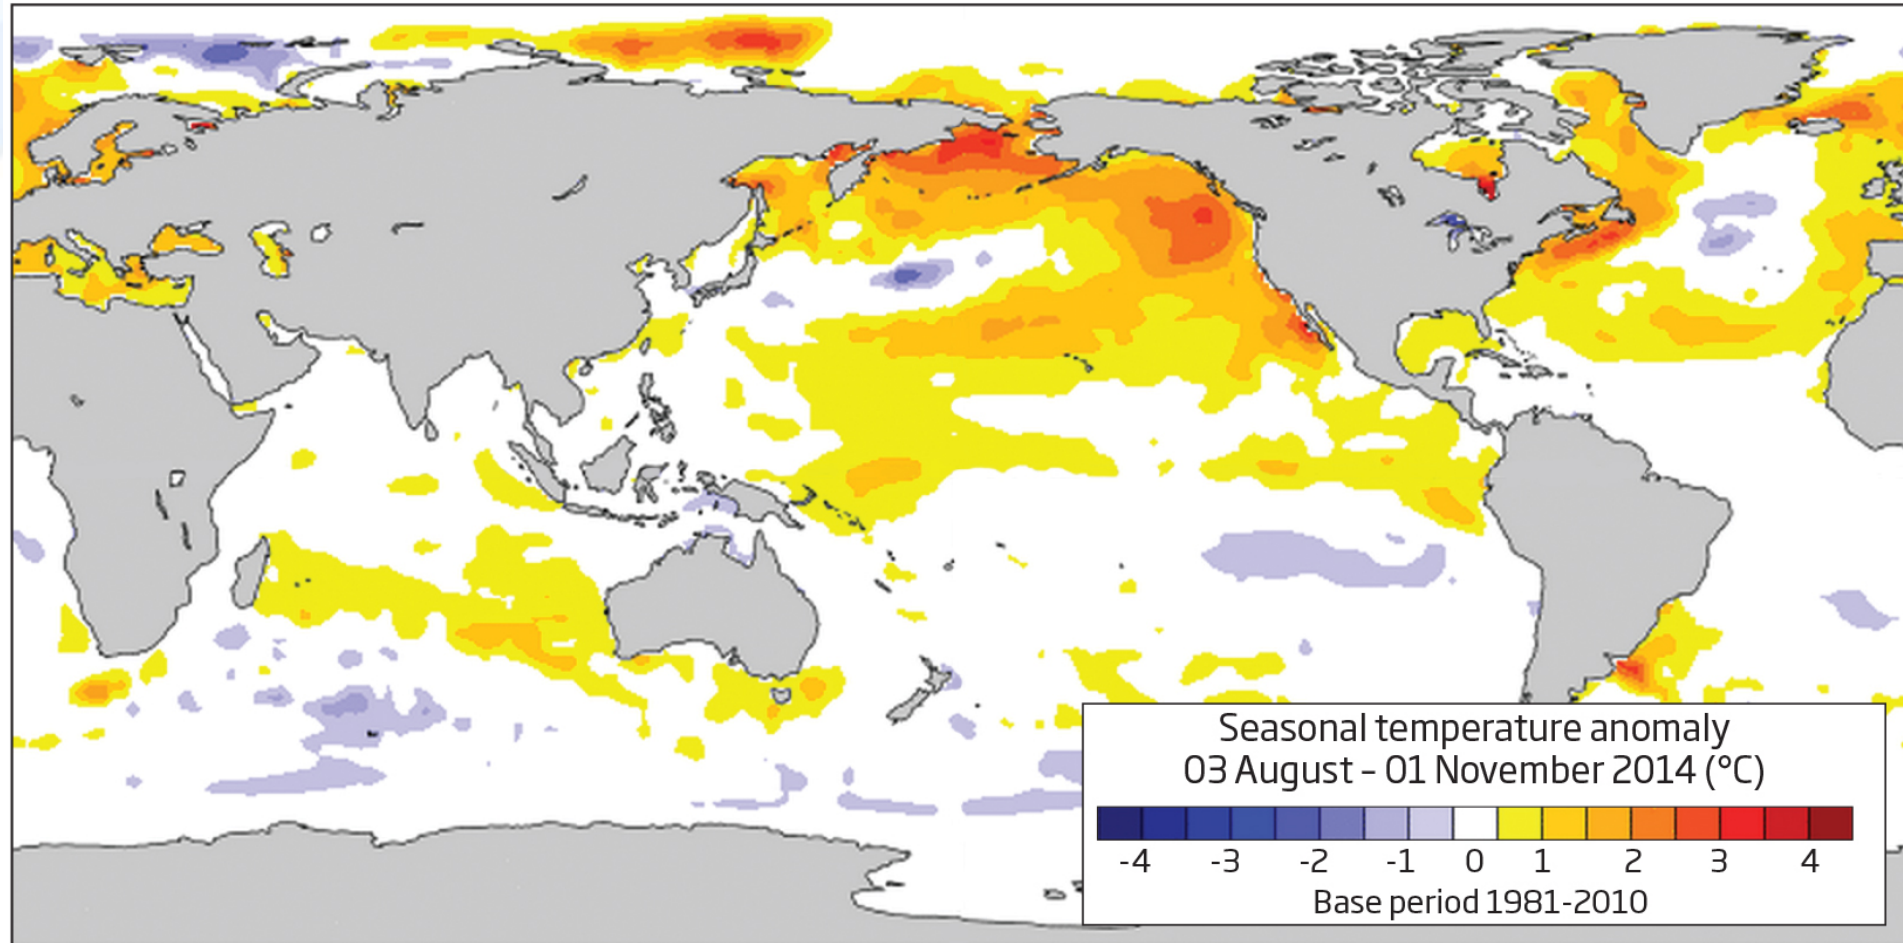 Seasonal temperature anomaly
03 August – 01 November 2014 (°C)
-4 -3 -2 -1 0 1 2 3 4
Base period 1981-2010